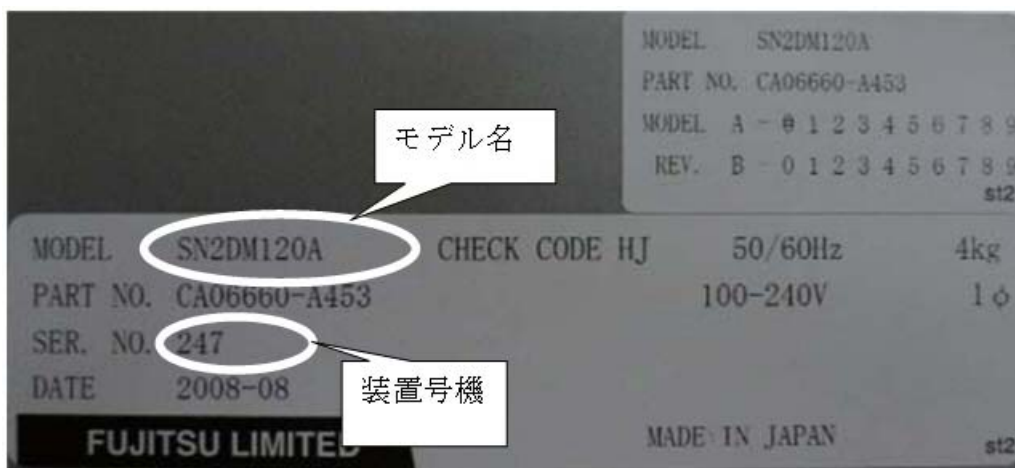 MODEL SN2DM120A
PART NO. CA06660-A453
MODEL A - 0 1 2 3 4 5 6 7 8 9
REV. B - 0 1 2 3 4 5 6 7 8 9
st2
モデル名
MODEL SN2DM120A CHECK CODE HJ 50/60Hz 4kg
PART NO. CA06660-A453 100-240V 1φ
SER. NO. 247
DATE 2008-08
装置号機
FUJITSU LIMITED
MADE IN JAPAN
st2